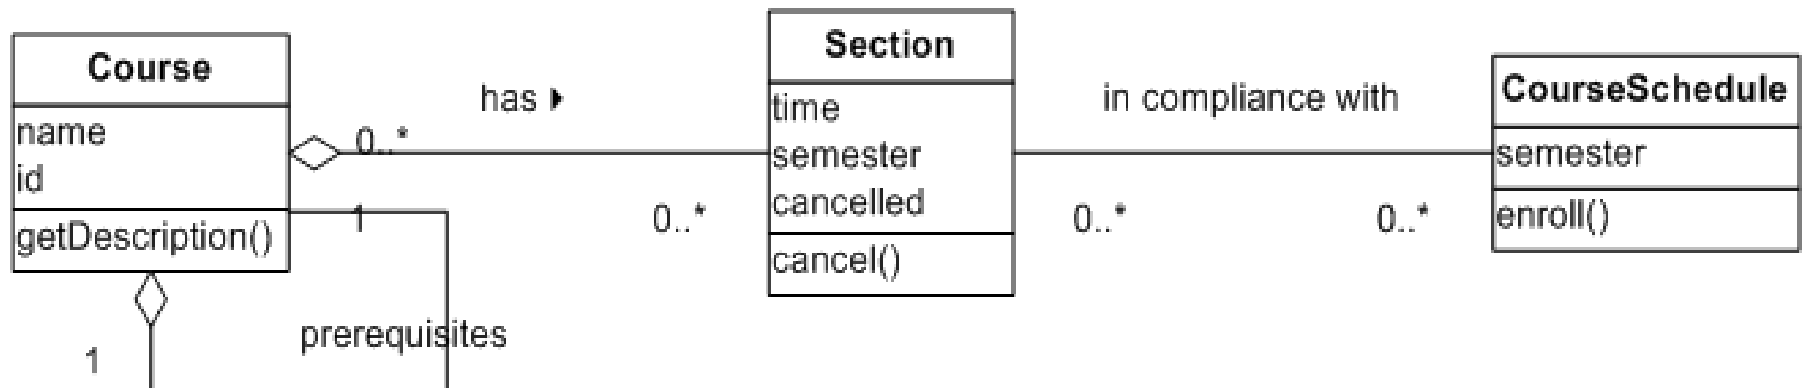 Course
name
id
getDescription()
0..*
1
has
0..*
Section
time
semester
cancelled
cancel()
in compliance with
0..*
0..*
CourseSchedule
semester
enroll()
prerequisites
1